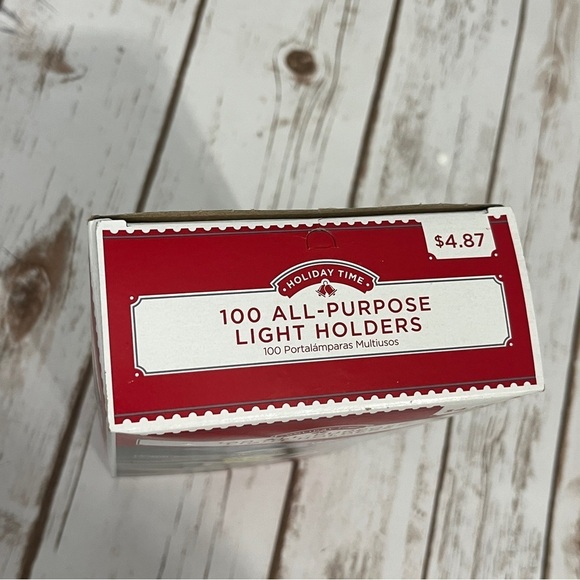 $4.87
HOLIDAY TIME
100 ALL-PURPOSE
LIGHT HOLDERS
100 Portalámparas Multiusos